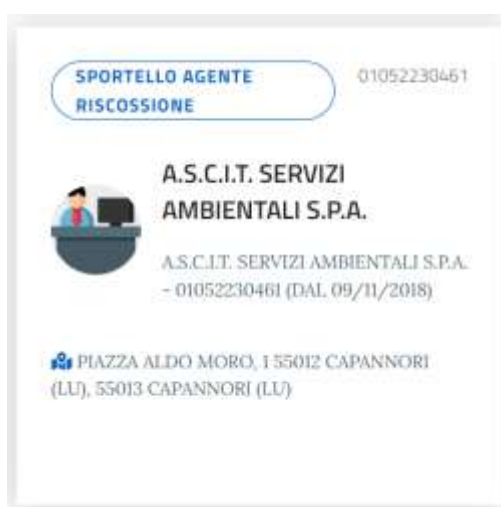 SPORTELLO AGENTE
RISCOSSIONE
01052230461
A.S.C.I.T. SERVIZI
AMBIENTALI S.P.A.
A.S.C.I.T. SERVIZI AMBIENTALI S.P.A.
- 01052230461 (DAL 09/11/2018)
PIAZZA ALDO MORO, 1 55012 CAPANNORI
(LU), 55013 CAPANNORI (LU)